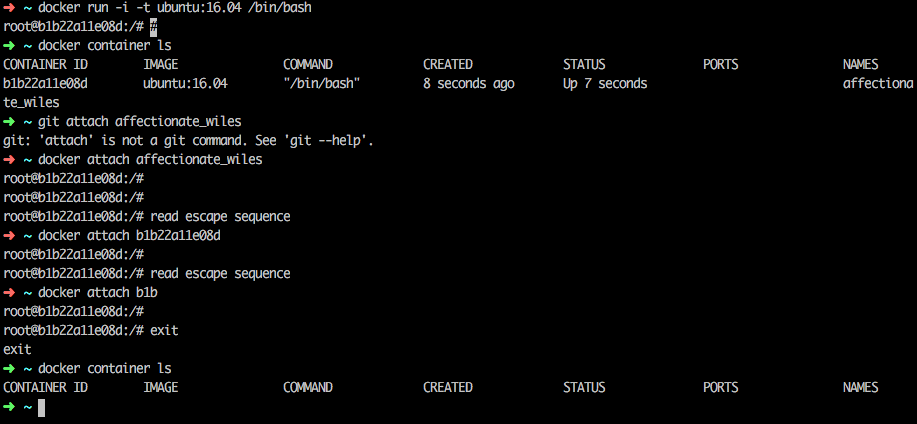 ➜ ~ docker run -i -t ubuntu:16.04 /bin/bash
root@b1b22a11e08d:/# #
➜ ~ docker container ls
CONTAINER ID IMAGE COMMAND CREATED STATUS PORTS NAMES
b1b22a11e08d ubuntu:16.04 "/bin/bash" 8 seconds ago Up 7 seconds affectiona
te_wiles
➜ ~ git attach affectionate_wiles
git: 'attach' is not a git command. See 'git --help'.
➜ ~ docker attach affectionate_wiles
root@b1b22a11e08d:/#
root@b1b22a11e08d:/#
root@b1b22a11e08d:/# read escape sequence
➜ ~ docker attach b1b22a11e08d
root@b1b22a11e08d:/#
root@b1b22a11e08d:/# read escape sequence
➜ ~ docker attach b1b
root@b1b22a11e08d:/#
root@b1b22a11e08d:/# exit
exit
➜ ~ docker container ls
CONTAINER ID IMAGE COMMAND CREATED STATUS PORTS NAMES
➜ ~